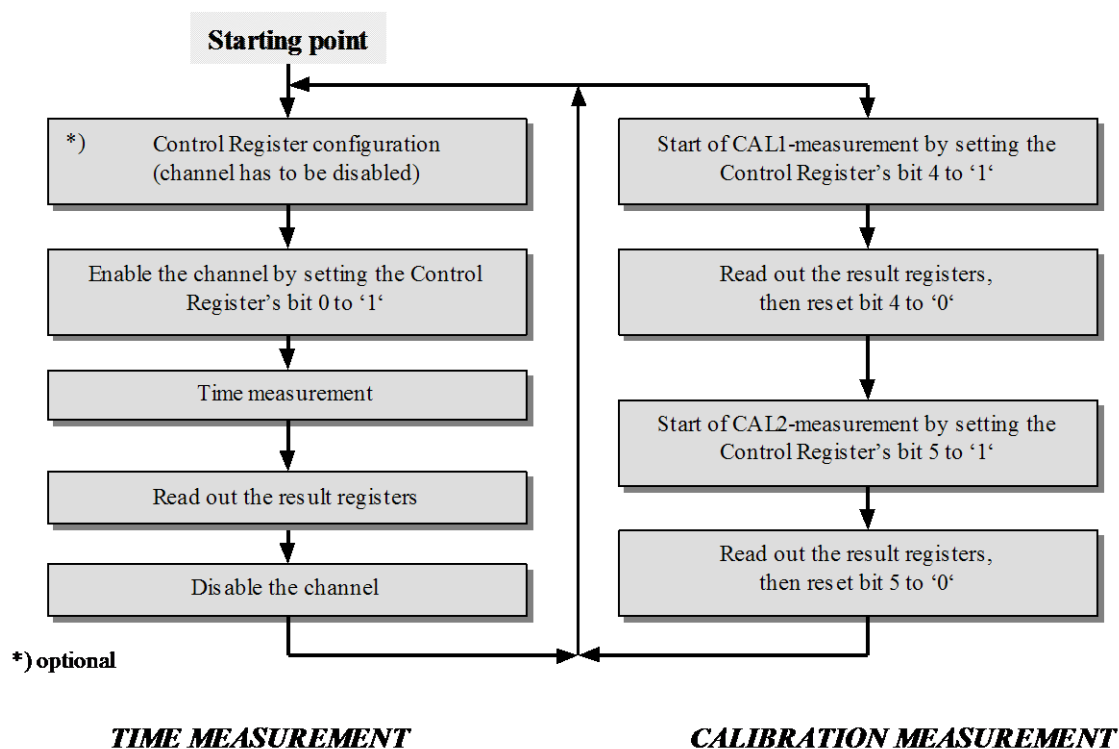 Starting point
*) Control Register configuration
(channel has to be disabled)
Enable the channel by setting the Control
Register’s bit 0 to ‘1‘
Time measurement
Read out the result registers
Disable the channel
*) optional
TIME MEASUREMENT
Start of CAL1-measurement by setting the
Control Register’s bit 4 to ‘1‘
Read out the result registers,
then reset bit 4 to ‘0‘
Start of CAL2-measurement by setting the
Control Register’s bit 5 to ‘1‘
Read out the result registers,
then reset bit 5 to ‘0‘
CALIBRATION MEASUREMENT